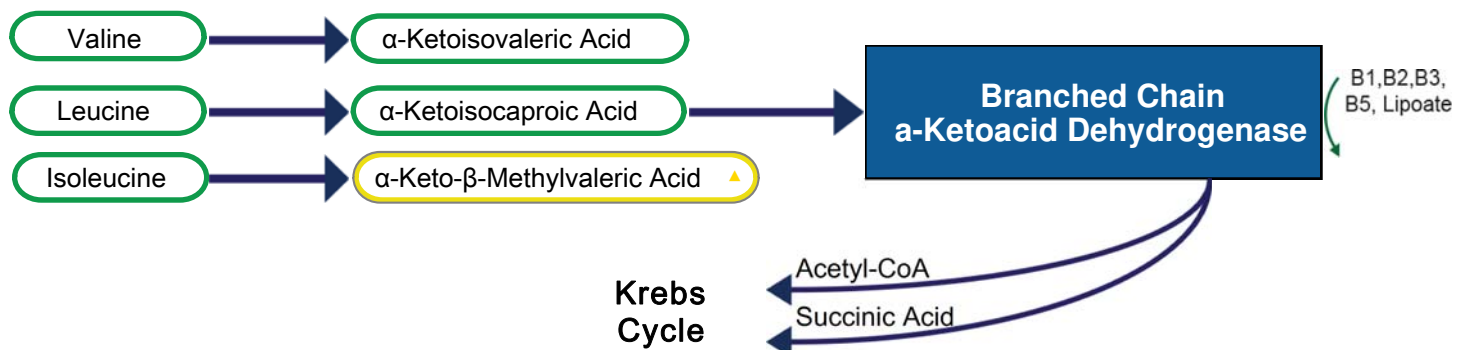 Valine
α-Ketoisovaleric Acid
Leucine
α-Ketoisocaproic Acid
Isoleucine
α-Keto-β-Methylvaleric Acid
Branched Chain
a-Ketoacid Dehydrogenase
B1,B2,B3,
B5, Lipoate
Acetyl-CoA
Succinic Acid
Krebs
Cycle